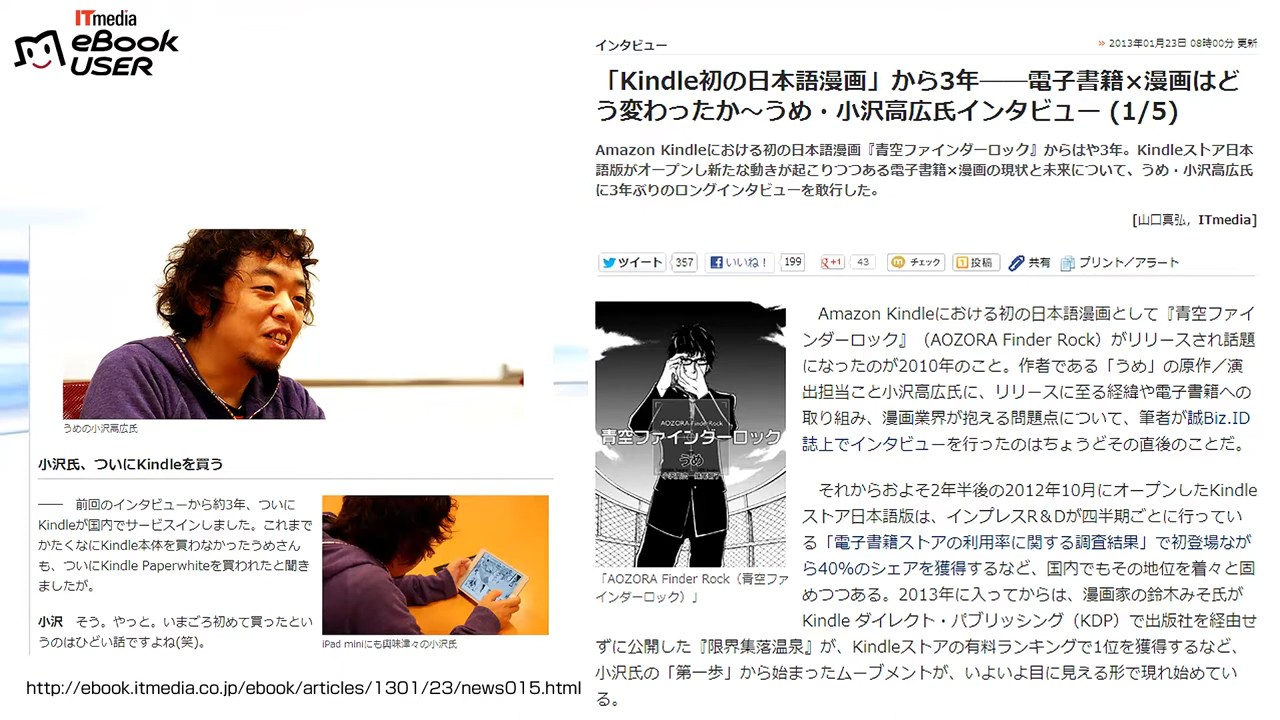 ITmedia
eBook
USER
うめの小沢高広氏
小沢氏、ついにKindleを買う
―― 前回のインタビューから約3年、ついに
Kindleが国内でサービスインしました。これまで
かたくなにKindle本体を買わなかったうめさん
も、ついにKindle Paperwhiteを買われたと聞き
ましたが。
小沢 そう。やっと。いまごろ初めて買ったとい
うのはひどい話ですよね(笑)。
iPad miniにも興味津々の小沢氏
http://ebook.itmedia.co.jp/ebook/articles/1301/23/news015.html
インタビュー
» 2013年01月23日 08時00分 更新
「Kindle初の日本語漫画」から3年――電子書籍×漫画はど
う変わったか～うめ・小沢高広氏インタビュー (1/5)
Amazon Kindleにおける初の日本語漫画『青空ファインダーロック』からはや3年。Kindleストア日本
語版がオープンし新たな動きが起こりつつある電子書籍×漫画の現状と未来について、うめ・小沢高広氏
に3年ぶりのロングインタビューを敢行した。
[山口真弘, ITmedia]
ツイート 357 いいね！ 199 +1 43 チェック 投稿 共有 プリント／アラート
AOZORA Finder Rock
青空ファインダーロック
うめ
「AOZORA Finder Rock（青空ファ
インダーロック）」
Amazon Kindleにおける初の日本語漫画として『青空ファイ
ンダーロック』（AOZORA Finder Rock）がリリースされ話題
になったのが2010年のこと。作者である「うめ」の原作／演
出担当こと小沢高広氏に、リリースに至る経緯や電子書籍への
取り組み、漫画業界が抱える問題点について、筆者が誠Biz.ID
誌上でインタビューを行ったのはちょうどその直後のことだ。
それからおよそ2年半後の2012年10月にオープンしたKindle
ストア日本語版は、インプレスR＆Dが四半期ごとに行ってい
る「電子書籍ストアの利用率に関する調査結果」で初登場なが
ら40%のシェアを獲得するなど、国内でもその地位を着々と固
めつつある。2013年に入ってからは、漫画家の鈴木みそ氏が
Kindle ダイレクト・パブリッシング（KDP）で出版社を経由せ
ずに公開した『限界集落温泉』が、Kindleストアの有料ランキングで1位を獲得するなど、
小沢氏の「第一歩」から始まったムーブメントが、いよいよ目に見える形で現れ始めてい
る。